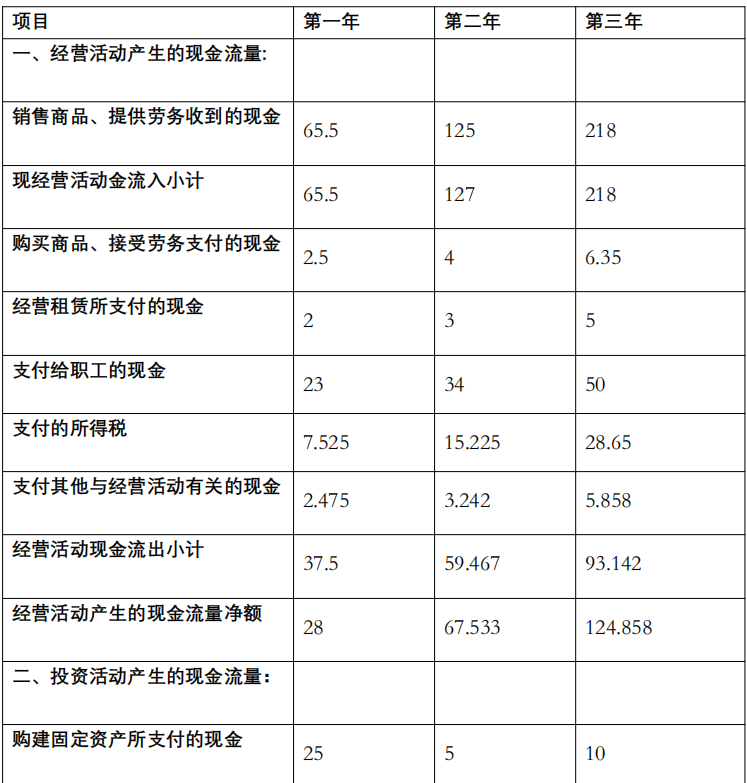 项目 第一年 第二年 第三年
一、经营活动产生的现金流量:
销售商品、提供劳务收到的现金 65.5 125 218
现经营活动金流入小计 65.5 127 218
购买商品、接受劳务支付的现金 2.5 4 6.35
经营租赁所支付的现金 2 3 5
支付给职工的现金 23 34 50
支付的所得税 7.525 15.225 28.65
支付其他与经营活动有关的现金 2.475 3.242 5.858
经营活动现金流出小计 37.5 59.467 93.142
经营活动产生的现金流量净额 28 67.533 124.858
二、投资活动产生的现金流量：
购建固定资产所支付的现金 25 5 10